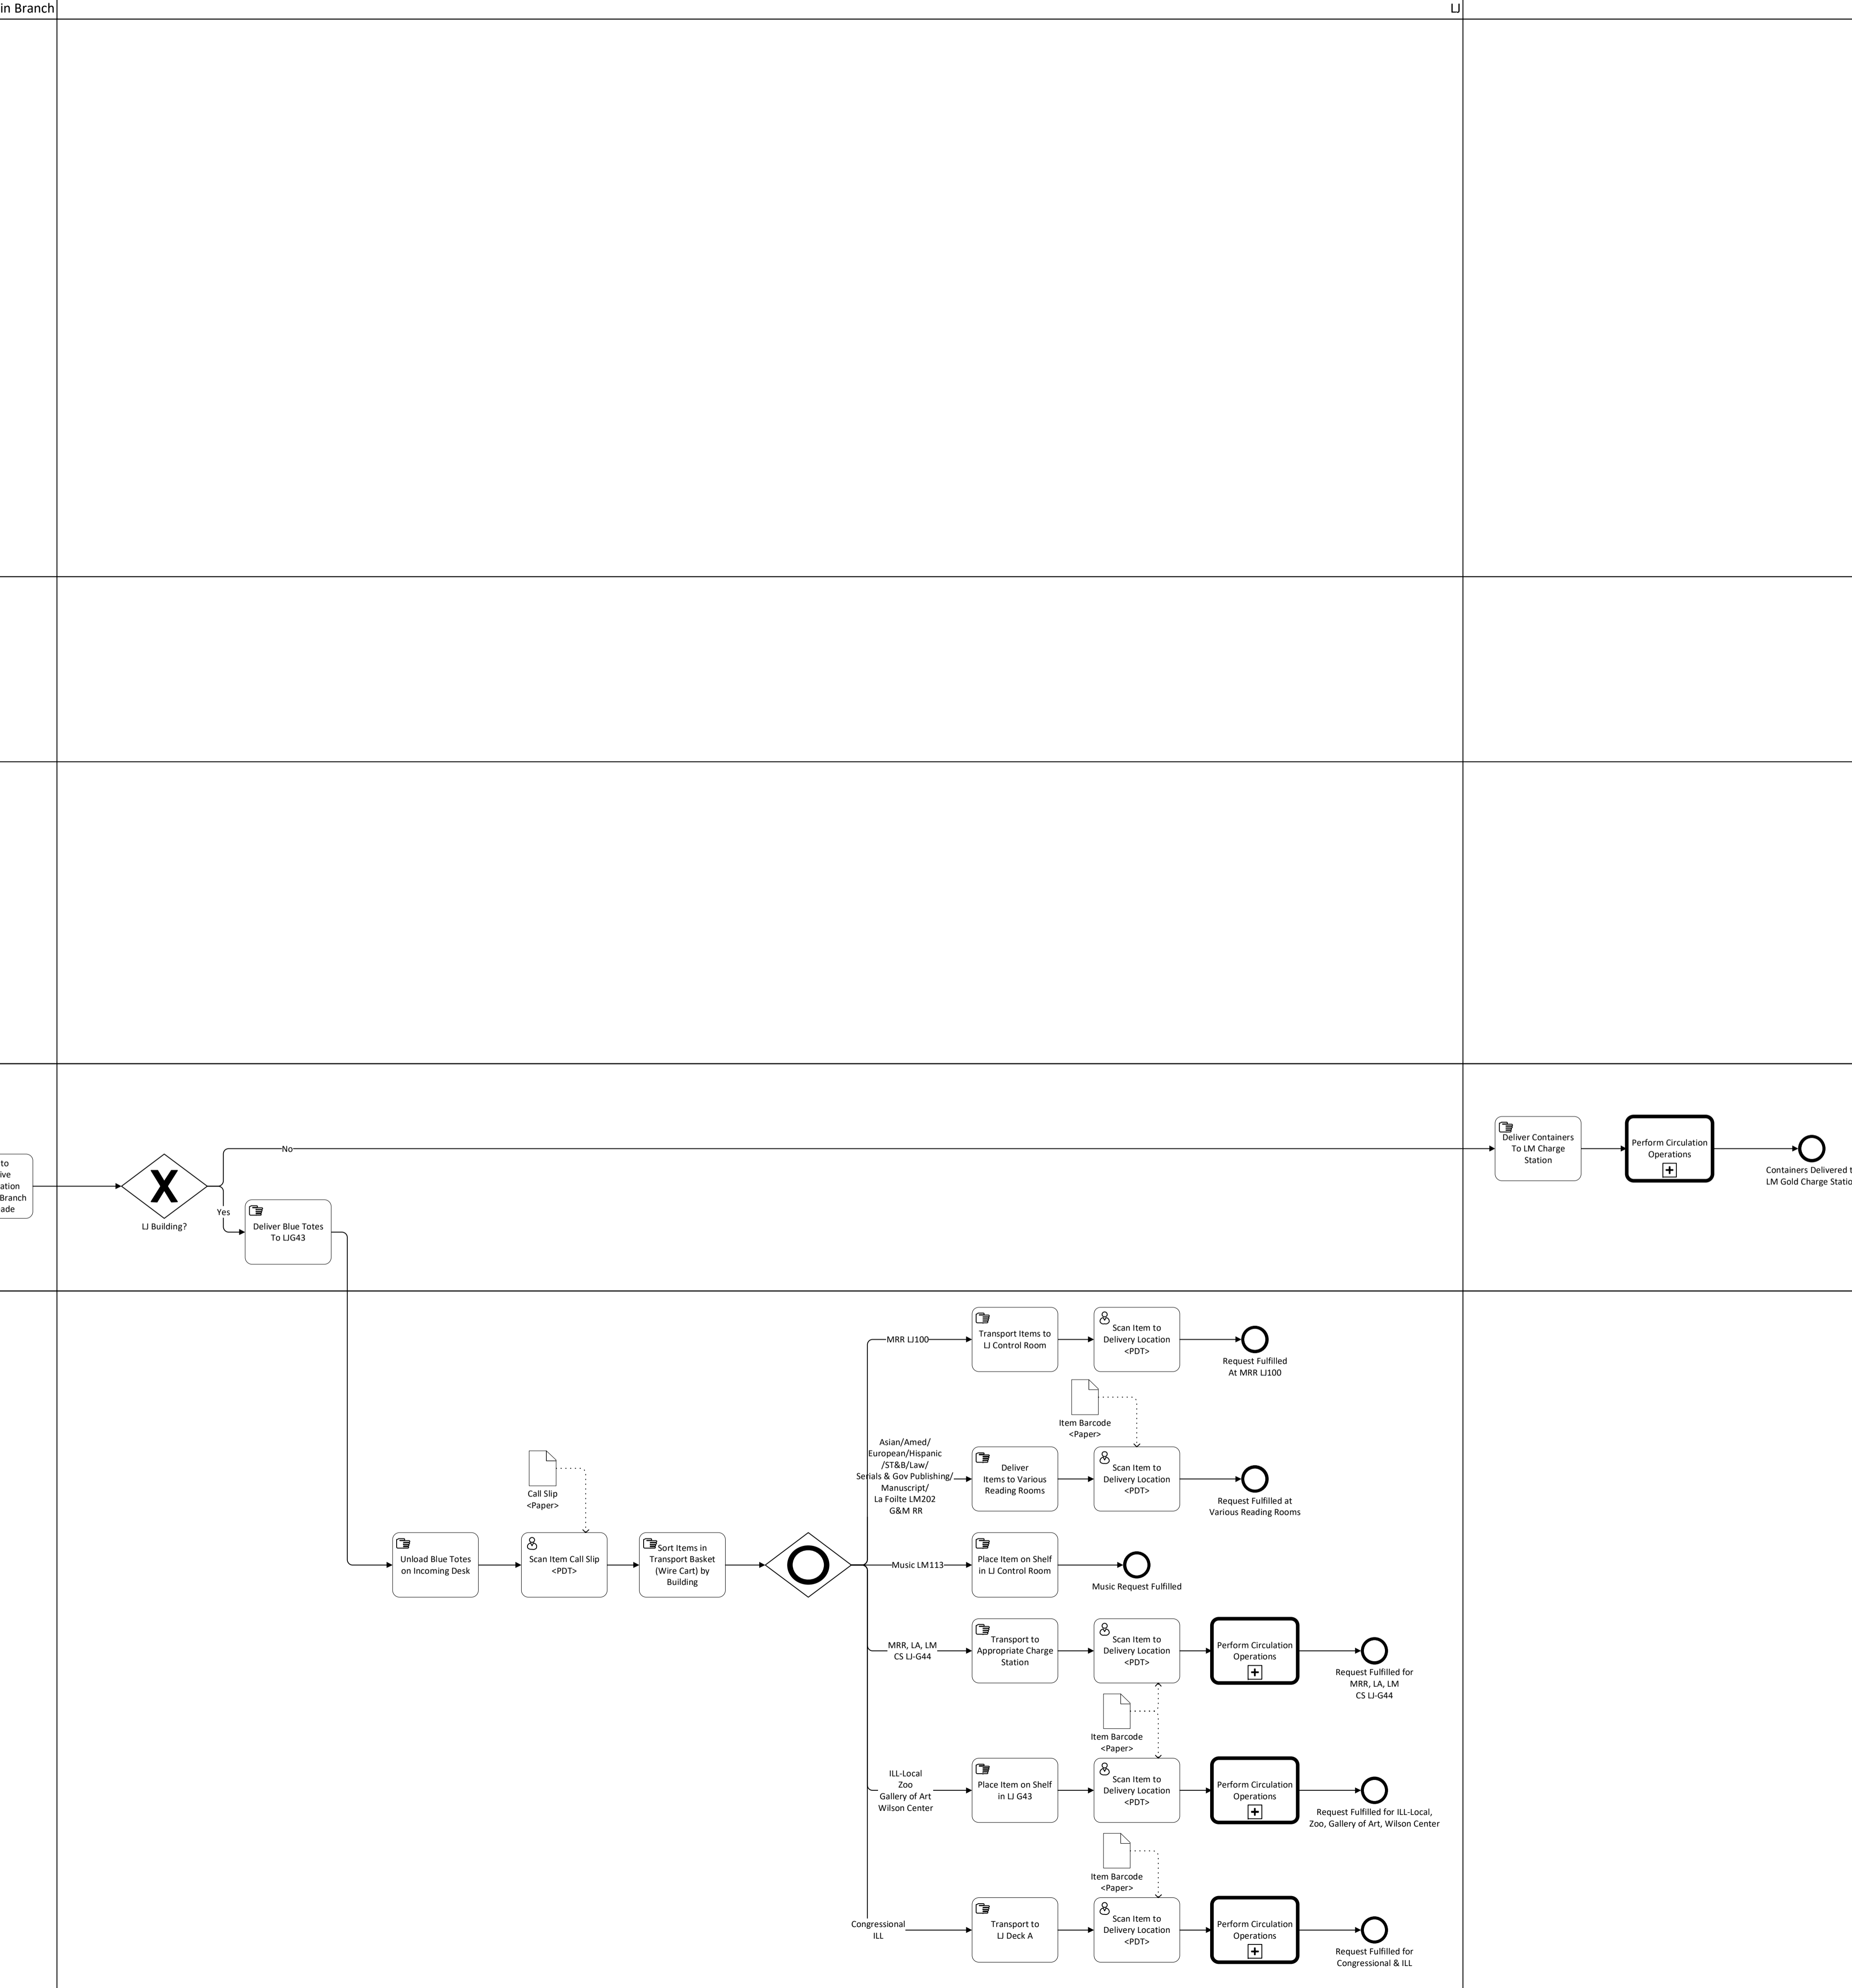 in Branch
LJ
to
ive
ation
Branch
ade
LJ Building?
No
Yes
Deliver Blue Totes
To LJG43
Deliver Containers
To LM Charge
Station
Perform Circulation
Operations
Containers Delivered t
LM Gold Charge Statio
Call Slip
<Paper>
Unload Blue Totes
on Incoming Desk
Scan Item Call Slip
<PDT>
Sort Items in
Transport Basket
(Wire Cart) by
Building
MRR LJ100
Transport Items to
LJ Control Room
Scan Item to
Delivery Location
<PDT>
Request Fulfilled
At MRR LJ100
Item Barcode
<Paper>
Asian/Amed/
European/Hispanic
/ST&B/Law/
Serials & Gov Publishing/
Manuscript/
La Foilte LM202
G&M RR
Deliver
Items to Various
Reading Rooms
Scan Item to
Delivery Location
<PDT>
Request Fulfilled at
Various Reading Rooms
Music LM113
Place Item on Shelf
in LJ Control Room
Music Request Fulfilled
MRR, LA, LM
CS LJ-G44
Transport to
Appropriate Charge
Station
Scan Item to
Delivery Location
<PDT>
Perform Circulation
Operations
Request Fulfilled for
MRR, LA, LM
CS LJ-G44
Item Barcode
<Paper>
ILL-Local
Zoo
Gallery of Art
Wilson Center
Place Item on Shelf
in LJ G43
Scan Item to
Delivery Location
<PDT>
Perform Circulation
Operations
Request Fulfilled for ILL-Local,
Zoo, Gallery of Art, Wilson Center
Item Barcode
<Paper>
Congressional
ILL
Transport to
LJ Deck A
Scan Item to
Delivery Location
<PDT>
Perform Circulation
Operations
Request Fulfilled for
Congressional & ILL